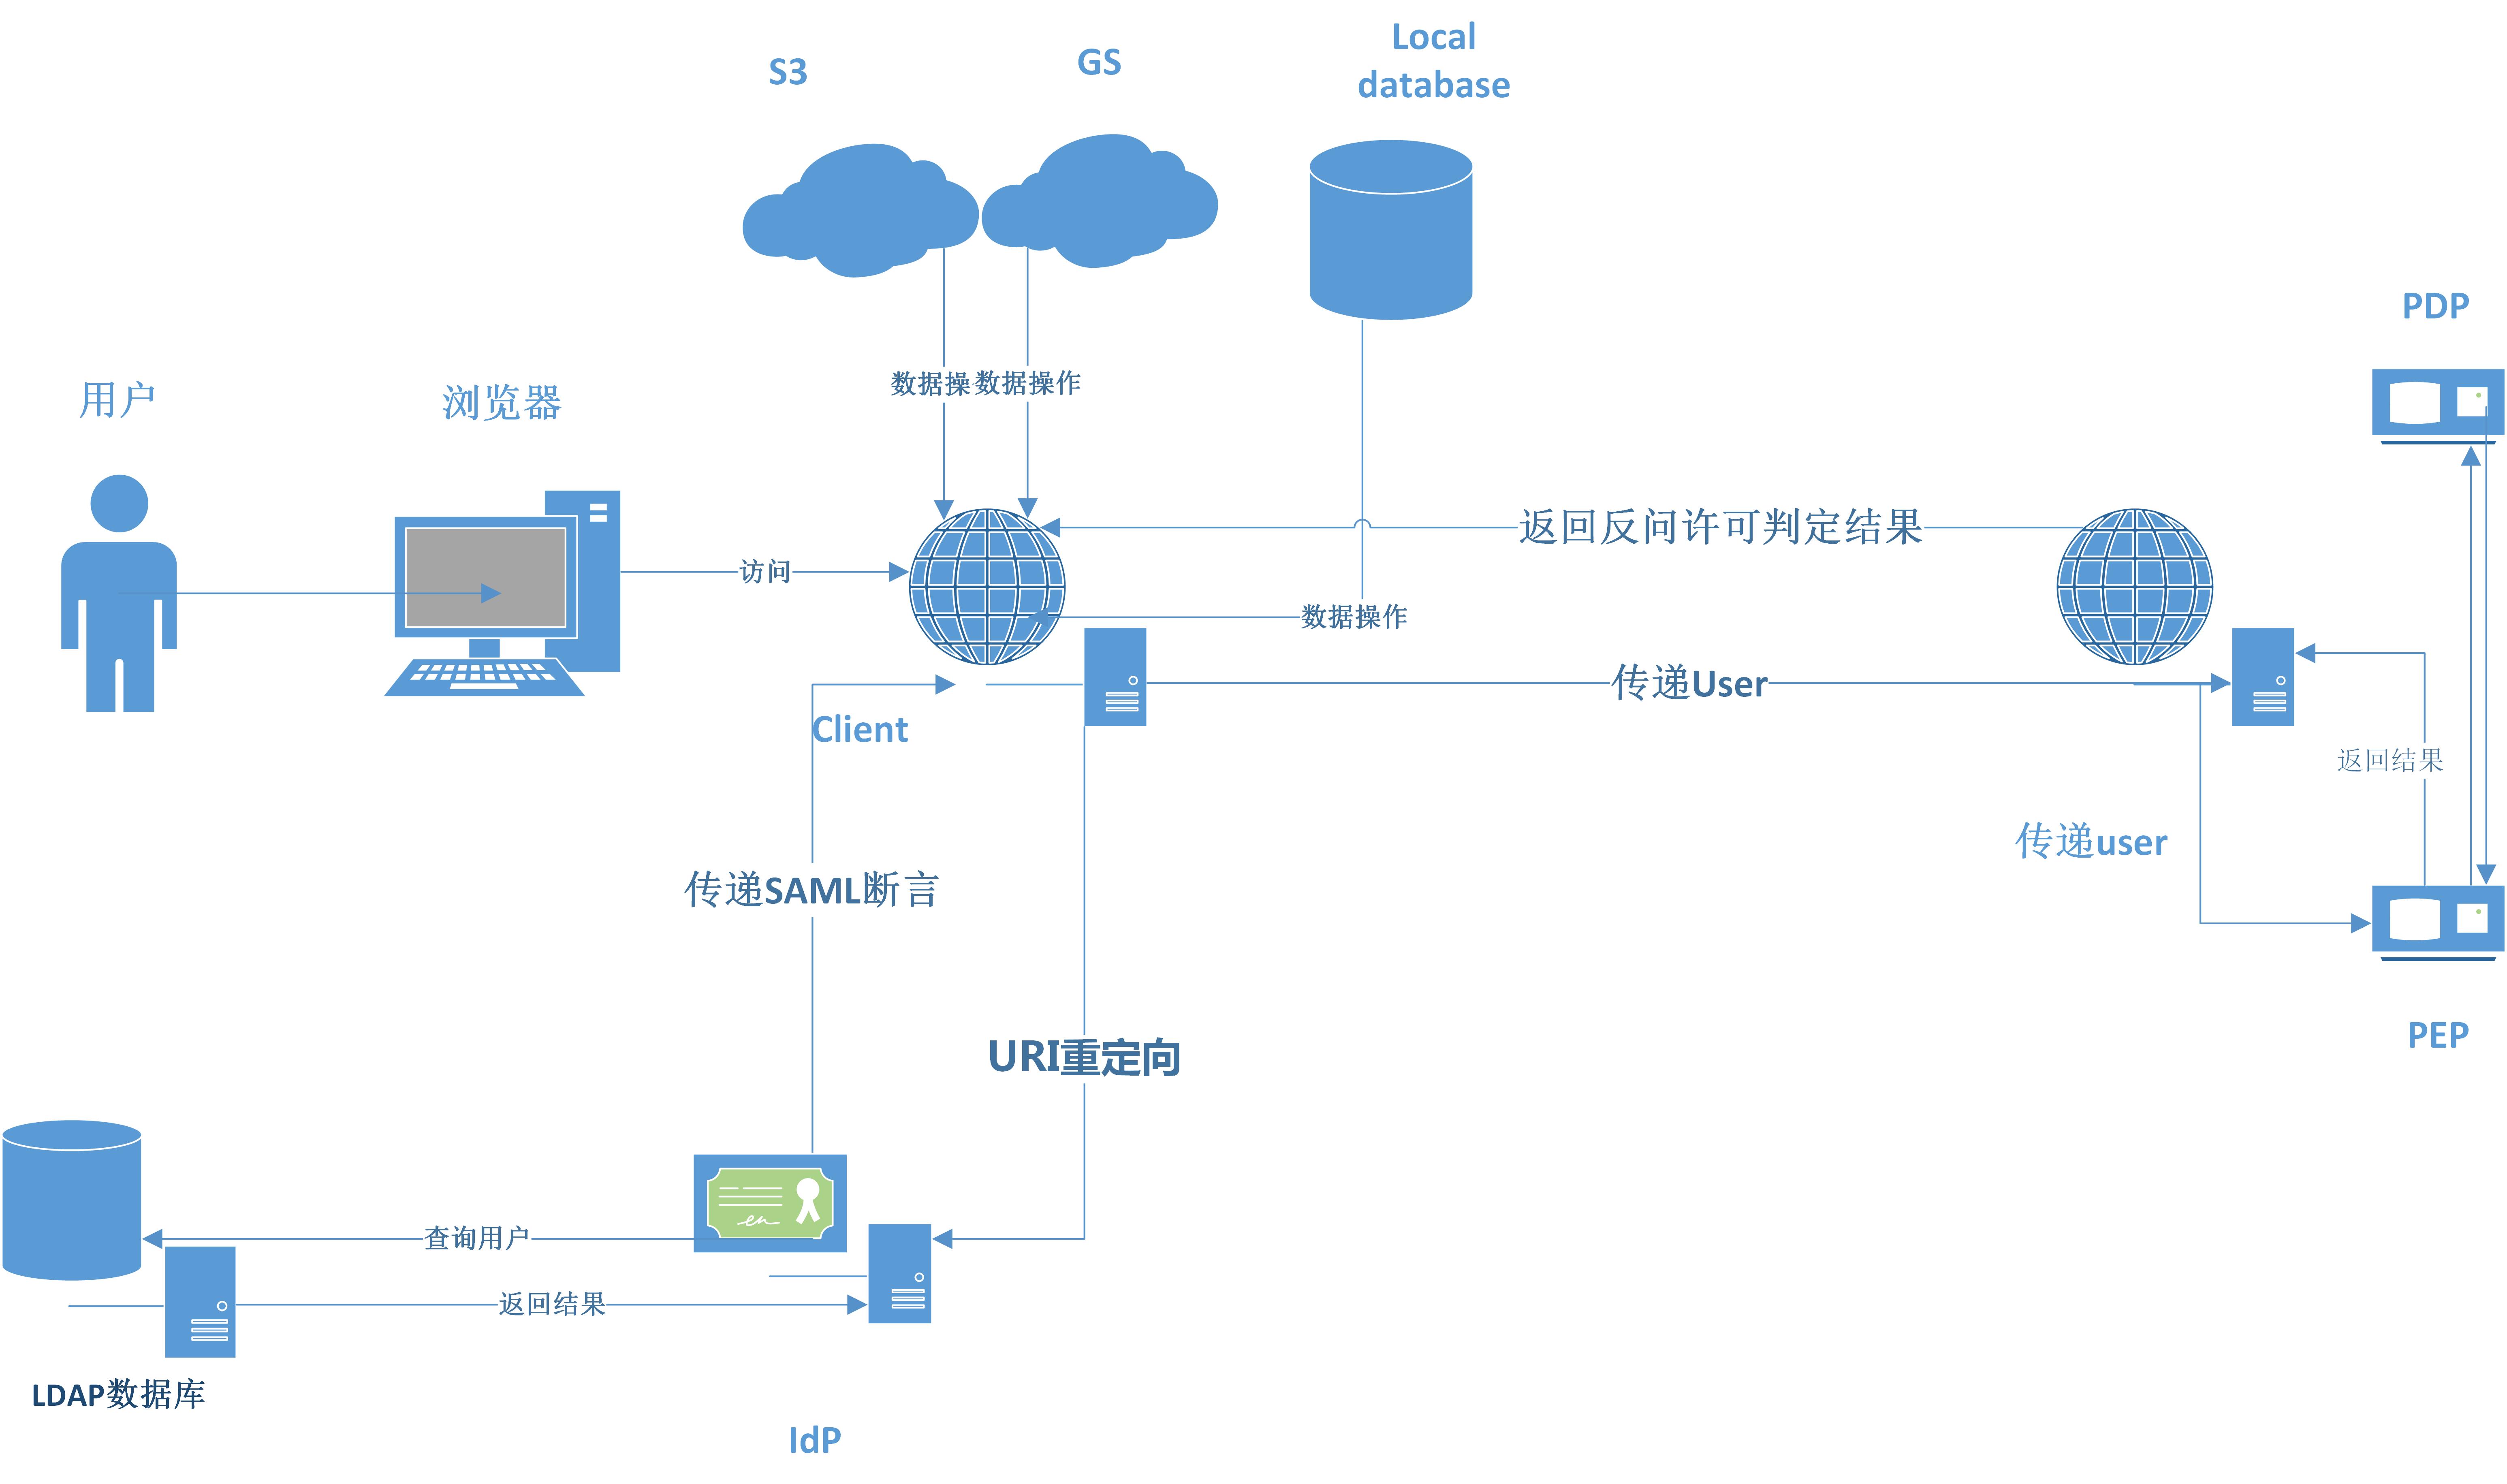 S3
GS
Local
database
PDP
用户
浏览器
数据操
数据操作
返回反问许可判定结果
访问
数据操作
传递User
Client
返回结果
传递user
传递SAML断言
PEP
URI重定向
查询用户
返回结果
LDAP数据库
IdP